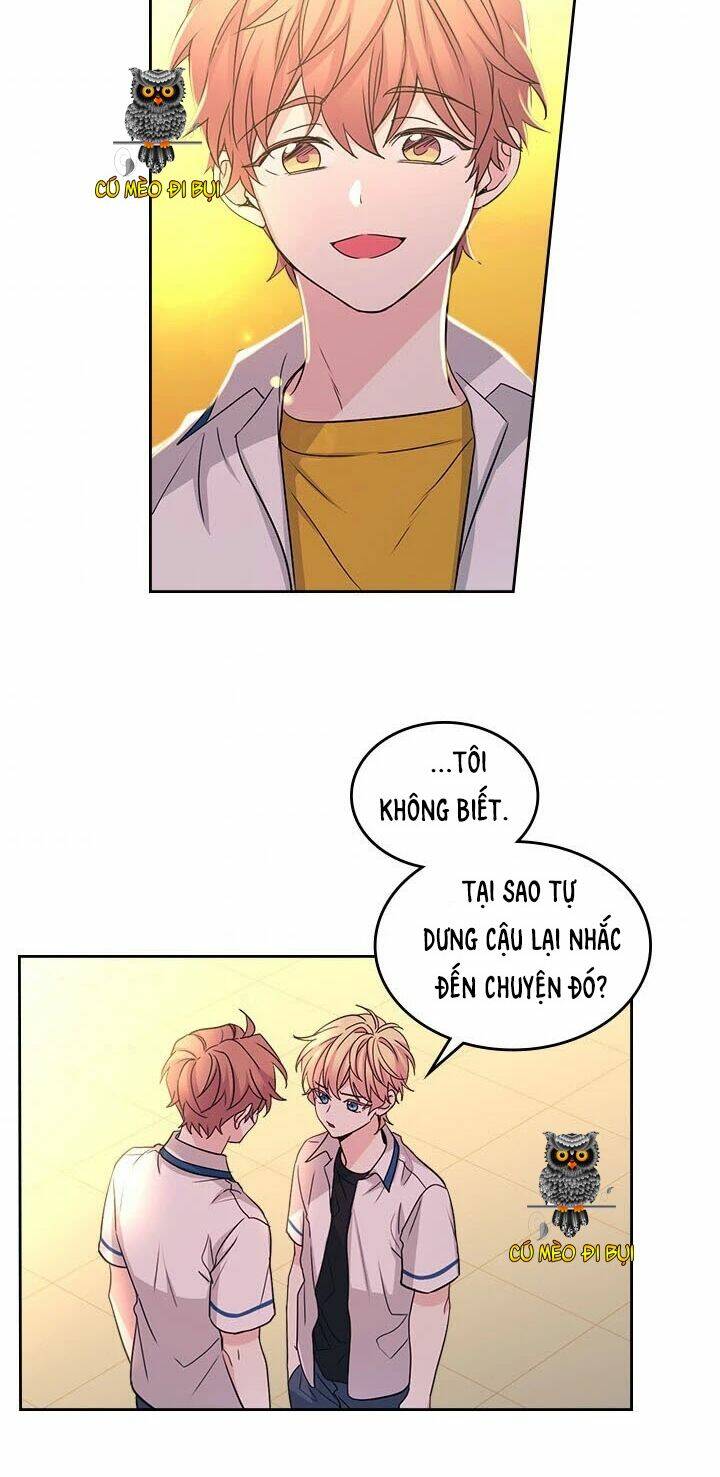 CÚ MÈO ĐI BỤI
...TÔI
KHÔNG BIẾT.
TẠI SAO TỰ
DƯNG CẬU LẠI NHẮC
ĐẾN CHUYỆN ĐÓ?
CÚ MÈO ĐI BỤI